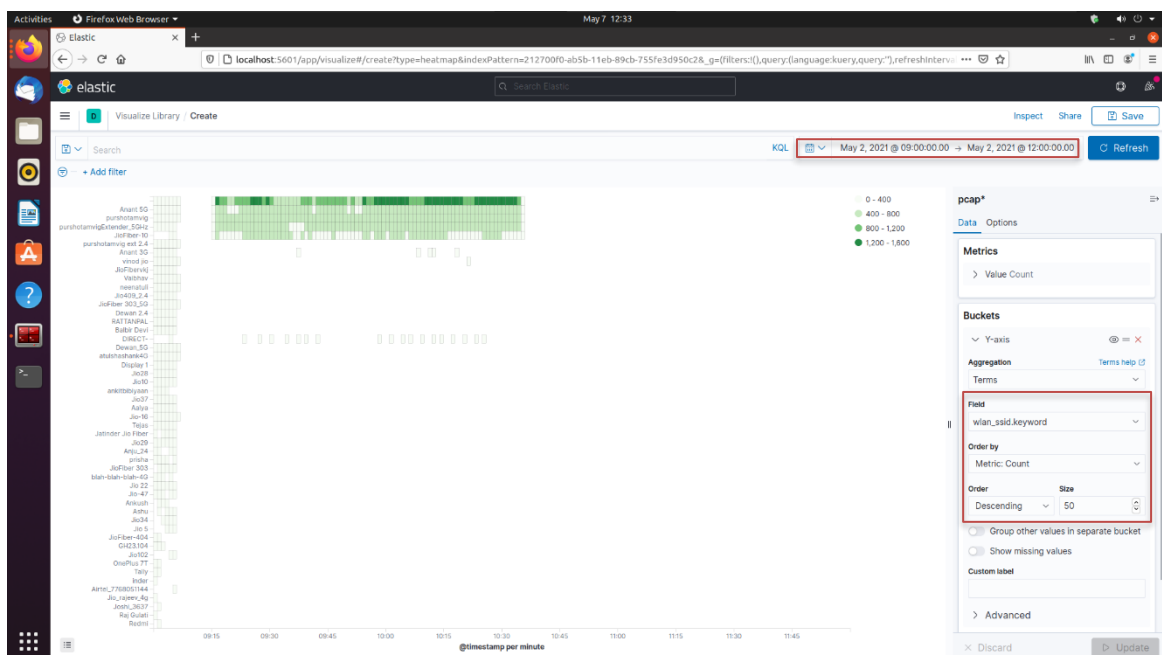 Activities Firefox Web Browser May 7 12:33
Elastic
localhost:5601/app/visualize#/create?type=heatmap&indexPattern=212700f0-ab5b-11eb-89cb-755fe3d950c2&_g=(filters:!(),query:(language:kuery,query:''),refreshInterva
elastic
Search Elastic
D Visualize Library / Create
Inspect Share Save
Search
KQL May 2, 2021 @ 09:00:00.00 → May 2, 2021 @ 12:00:00.00 Refresh
+ Add filter
Anant 5G
purshotamvig
purshotamvigExtender_5GHz
JioFiber-10
purshotamvig ext 2.4
Anant 3G
vinod jio
JioFibervkj
Vaibhav
neenatuli
Jio409_2.4
JioFiber 303_5G
Dewan 2.4
RATTANPAL
Balbir Devi
DIRECT-
Dewan_5G
atulshashank4G
Display 1
Jio28
Jio10
ankitbibiyaan
Jio37
Aalya
Jio-16
Tejas
Jatinder Jio Fiber
Jio29
Anju_24
prisha
JioFiber 303
blah-blah-blah-4G
Jio 22
Jio-47
Ankush
Ashu
Jio34
Jio 5
JioFiber-404
GH23,104
Jio102
OnePlus 7T
Tally
Inder
Airtel_7768051144
Jio_rajeev_4g
Joshi_3637
Raj Gulati
Redmi
09:15 09:30 09:45 10:00 10:15 10:30 10:45 11:00 11:15 11:30 11:45
@timestamp per minute
0 - 400
400 - 800
800 - 1,200
1,200 - 1,600
pcap*
Data Options
Metrics
Value Count
Buckets
Y-axis
Aggregation Terms help
Terms
Field
wlan_ssid.keyword
Order by
Metric: Count
Order Size
Descending 50
Group other values in separate bucket
Show missing values
Custom label
Advanced
Discard Update